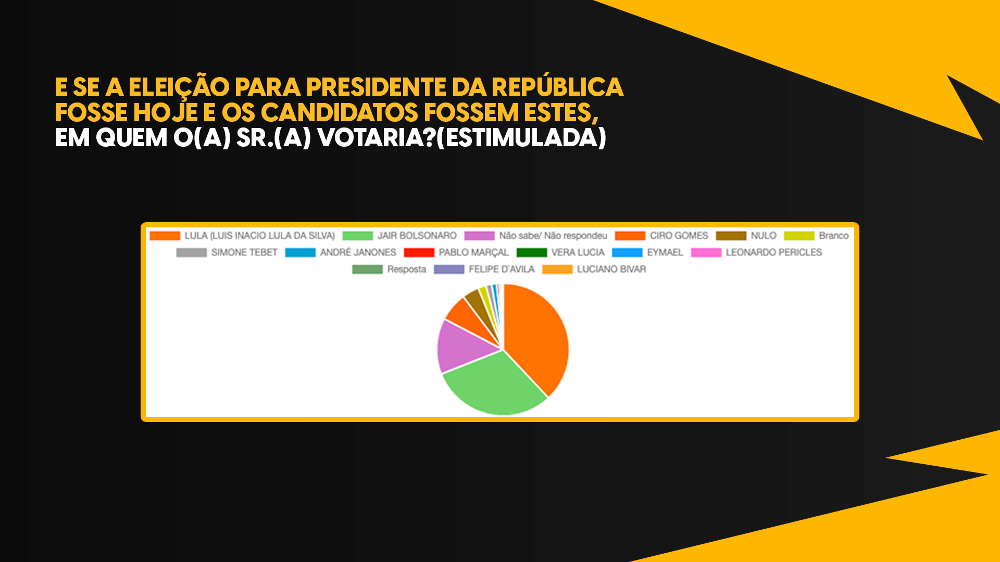 E SE A ELEIÇÃO PARA PRESIDENTE DA REPÚBLICA
FOSSE HOJE E OS CANDIDATOS FOSSEM ESTES,
EM QUEM O(A) SR.(A) VOTARIA?(ESTIMULADA)
LULA (LUIS INACIO LULA DA SILVA) JAIR BOLSONARO Não sabe/ Não respondeu CIRO GOMES NULO Branco
SIMONE TEBET ANDRÉ JANONES PABLO MARÇAL VERA LUCIA EYMAEL LEONARDO PERICLES
Resposta FELIPE D`AVILA LUCIANO BIVAR